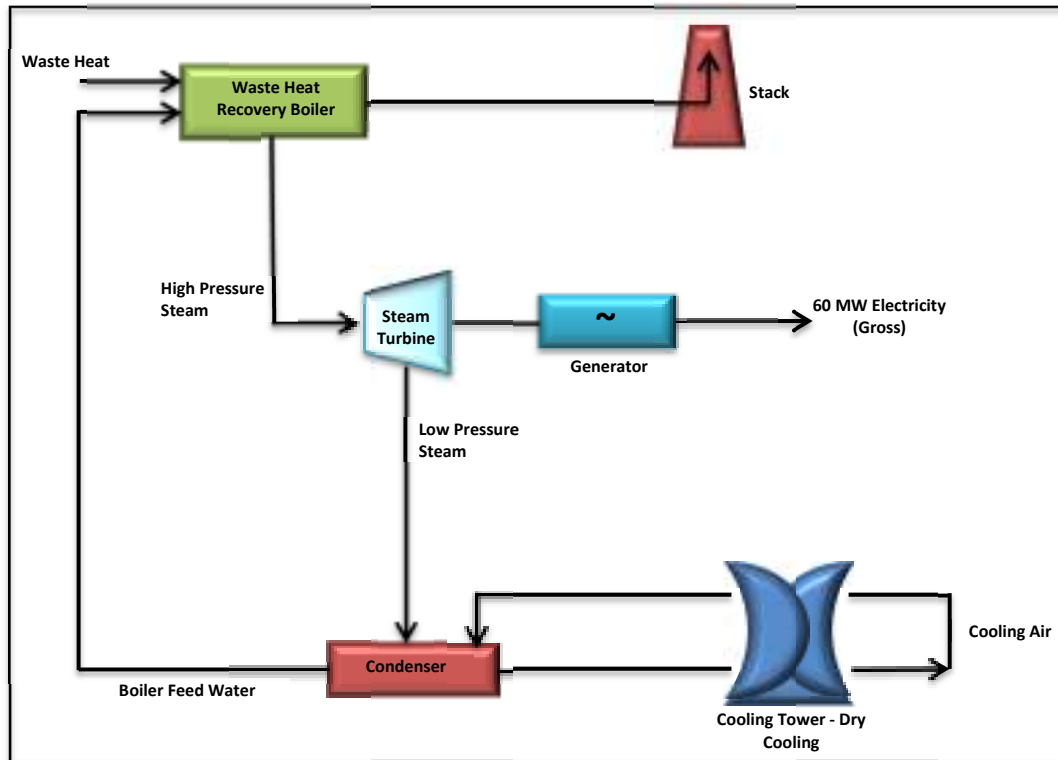 Waste Heat
Waste Heat
Recovery Boiler
Stack
High Pressure
Steam
Steam
Turbine
~
Generator
60 MW Electricity
(Gross)
Low Pressure
Steam
Cooling Air
Condenser
Boiler Feed Water
Cooling Tower - Dry
Cooling